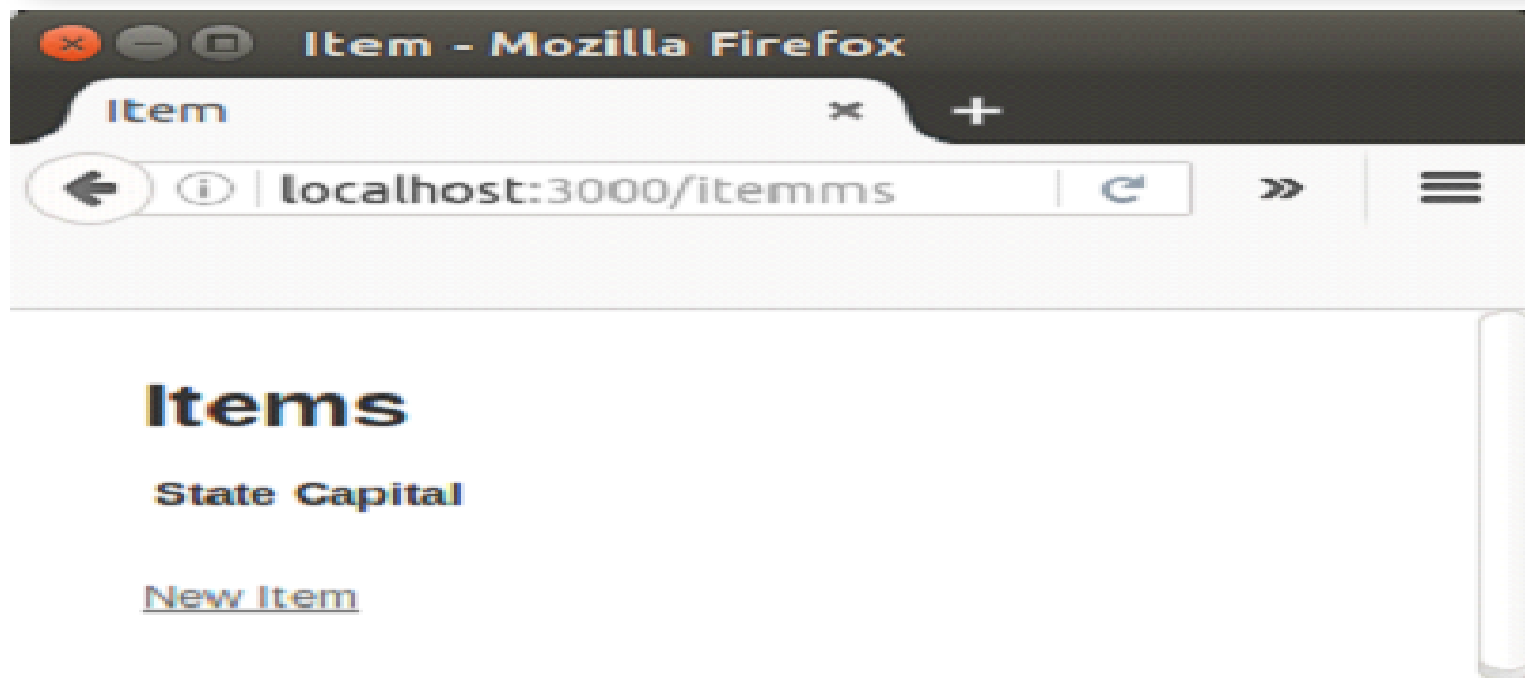 Item - Mozilla Firefox
Item
localhost:3000/itemms
Items
State Capital
New Item